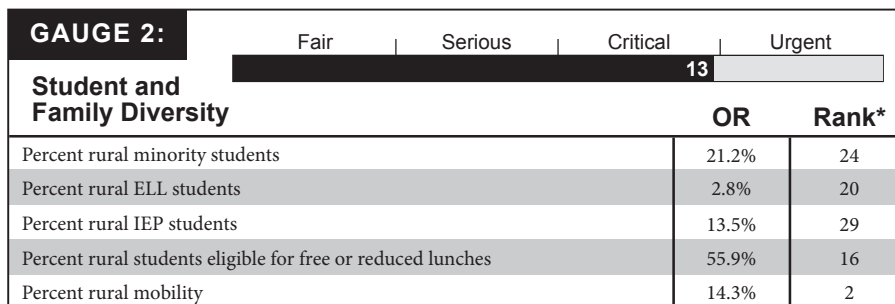 GAUGE 2:
Fair Serious Critical Urgent
13
Student and
Family Diversity
OR Rank*
Percent rural minority students 21.2% 24
Percent rural ELL students 2.8% 20
Percent rural IEP students 13.5% 29
Percent rural students eligible for free or reduced lunches 55.9% 16
Percent rural mobility 14.3% 2